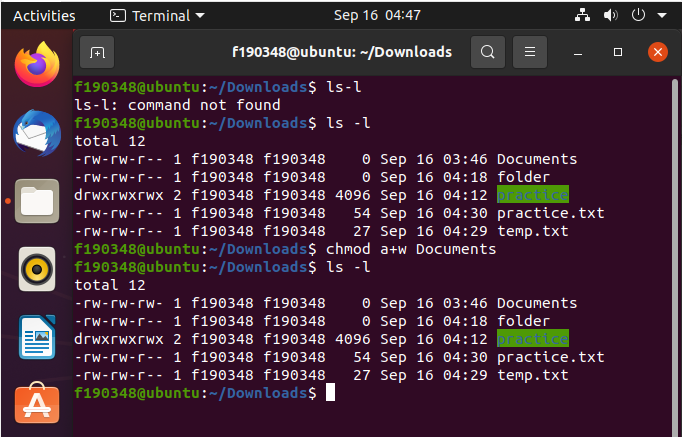 Activities Terminal Sep 16 04:47
f190348@ubuntu: ~/Downloads
f190348@ubuntu:~/Downloads$ ls-l
ls-l: command not found
f190348@ubuntu:~/Downloads$ ls -l
total 12
-rw-rw-r-- 1 f190348 f190348    0 Sep 16 03:46 Documents
-rw-rw-r-- 1 f190348 f190348    0 Sep 16 04:18 folder
drwxrwxrwx 2 f190348 f190348 4096 Sep 16 04:12 practice
-rw-rw-r-- 1 f190348 f190348   54 Sep 16 04:30 practice.txt
-rw-rw-r-- 1 f190348 f190348   27 Sep 16 04:29 temp.txt
f190348@ubuntu:~/Downloads$ chmod a+w Documents
f190348@ubuntu:~/Downloads$ ls -l
total 12
-rw-rw-rw- 1 f190348 f190348    0 Sep 16 03:46 Documents
-rw-rw-r-- 1 f190348 f190348    0 Sep 16 04:18 folder
drwxrwxrwx 2 f190348 f190348 4096 Sep 16 04:12 practice
-rw-rw-r-- 1 f190348 f190348   54 Sep 16 04:30 practice.txt
-rw-rw-r-- 1 f190348 f190348   27 Sep 16 04:29 temp.txt
f190348@ubuntu:~/Downloads$